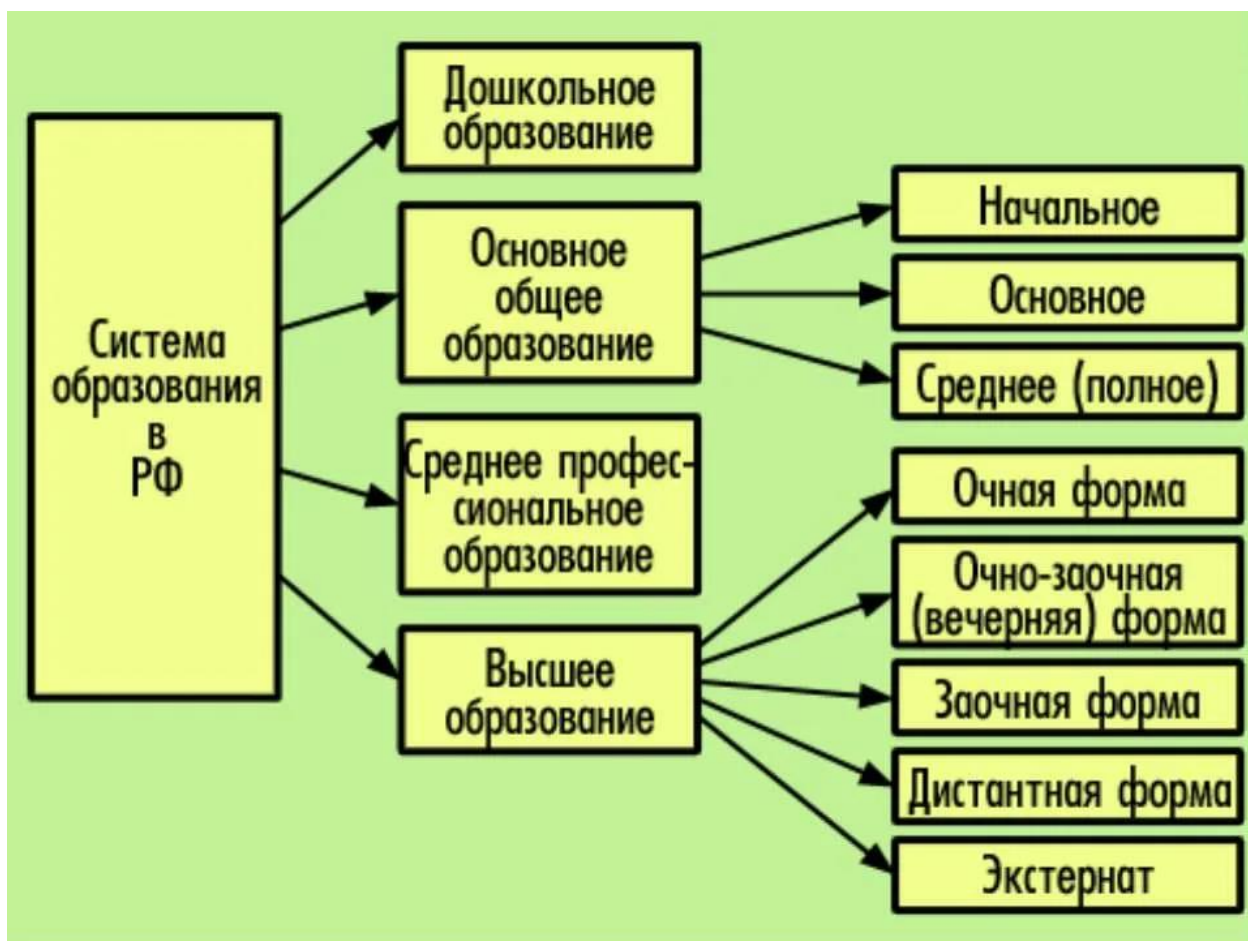 Система
образования
в
РФ
Дошкольное
образование
Основное
общее
образование
Среднее профес-
сиональное
образование
Высшее
образование
Начальное
Основное
Среднее (полное)
Очная форма
Очно-заочная
(вечерняя) форма
Заочная форма
Дистантная форма
Экстернат